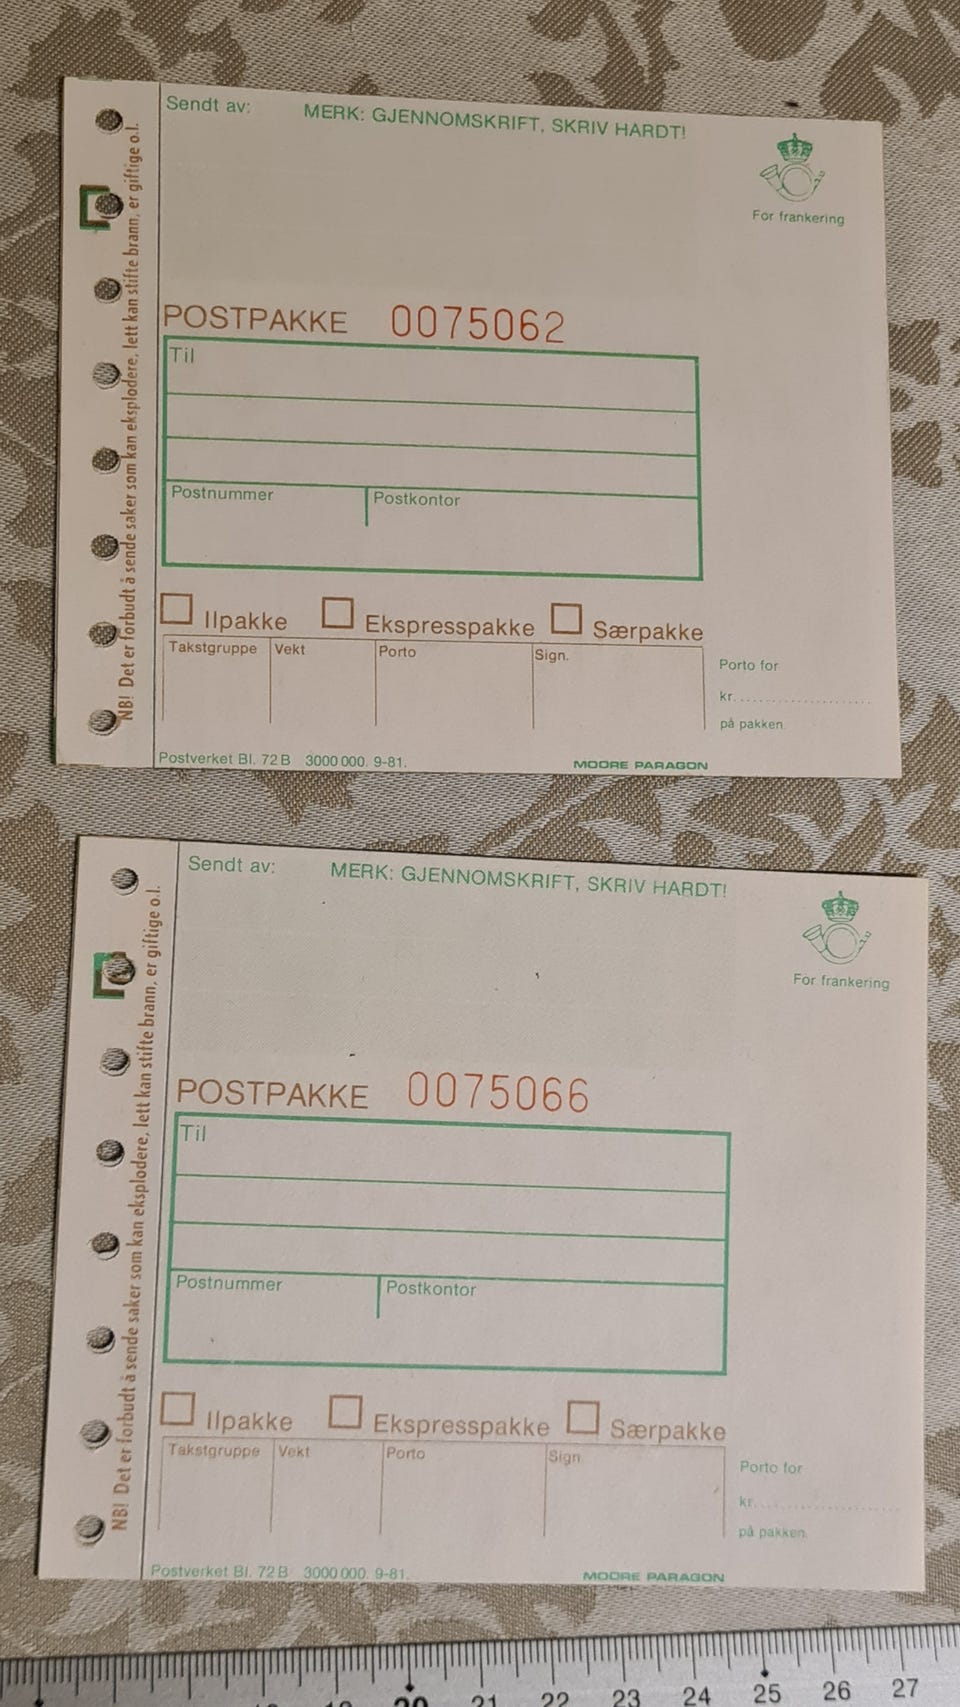 Sendt av: MERK: GJENNOMSKRIFT, SKRIV HARDT!
For frankering
NB! Det er forbudt å sende saker som kan eksplodere, lett kan stifte brann, er giftige o.l.
POSTPAKKE 0075062
Til
Postnummer Postkontor
Ilpakke Ekspresspakke Særpakke
Takstgruppe Vekt Porto Sign.
Porto for
kr.
på pakken.
Postverket Bl. 72 B 3000 000. 9-81. MOORE PARAGON
Sendt av: MERK: GJENNOMSKRIFT, SKRIV HARDT!
For frankering
NB! Det er forbudt å sende saker som kan eksplodere, lett kan stifte brann, er giftige o.l.
POSTPAKKE 0075066
Til
Postnummer Postkontor
Ilpakke Ekspresspakke Særpakke
Takstgruppe Vekt Porto Sign.
Porto for
kr.
på pakken.
Postverket Bl. 72 B 3000 000. 9-81. MOORE PARAGON
20 21 22 23 24 25 26 27